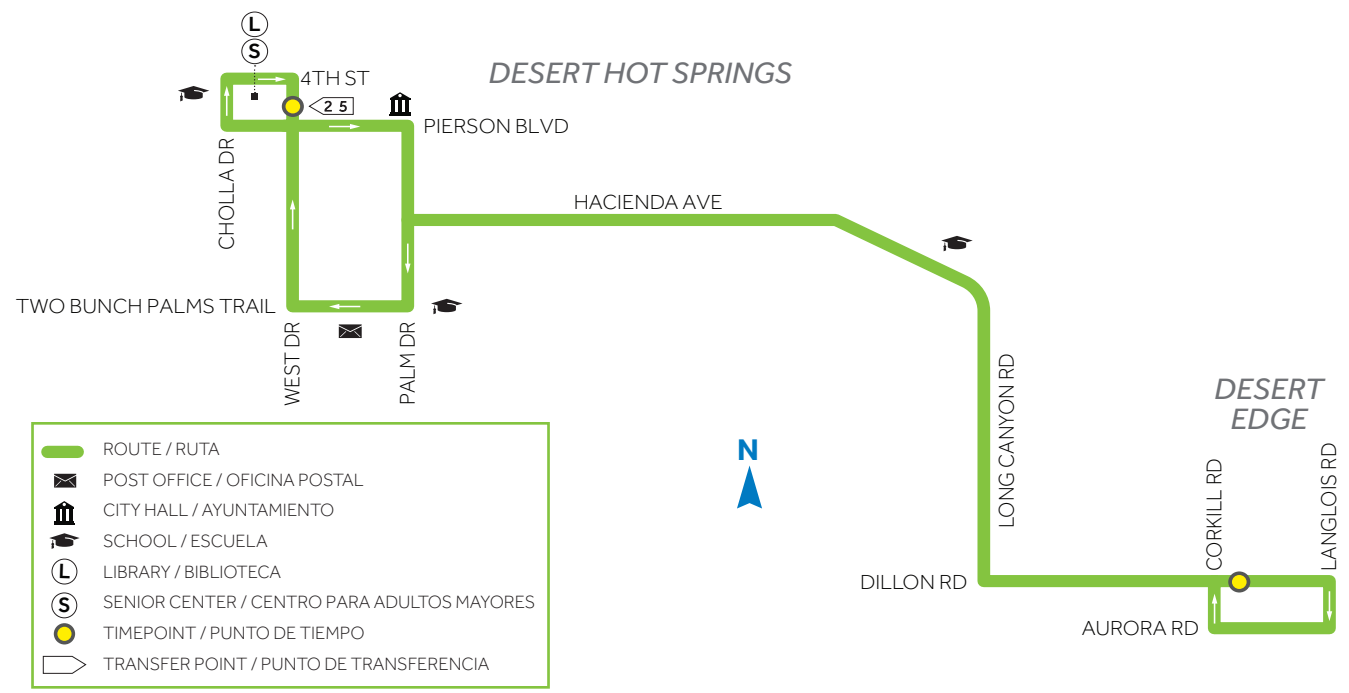 L
S
4TH ST
DESERT HOT SPRINGS
2 5
PIERSON BLVD
CHOLLA DR
HACIENDA AVE
TWO BUNCH PALMS TRAIL
WEST DR
PALM DR
LONG CANYON RD
DESERT
EDGE
CORKILL RD
LANGLOIS RD
DILLON RD
AURORA RD
N
ROUTE / RUTA
POST OFFICE / OFICINA POSTAL
CITY HALL / AYUNTAMIENTO
SCHOOL / ESCUELA
L LIBRARY / BIBLIOTECA
S SENIOR CENTER / CENTRO PARA ADULTOS MAYORES
TIMEPOINT / PUNTO DE TIEMPO
TRANSFER POINT / PUNTO DE TRANSFERENCIA